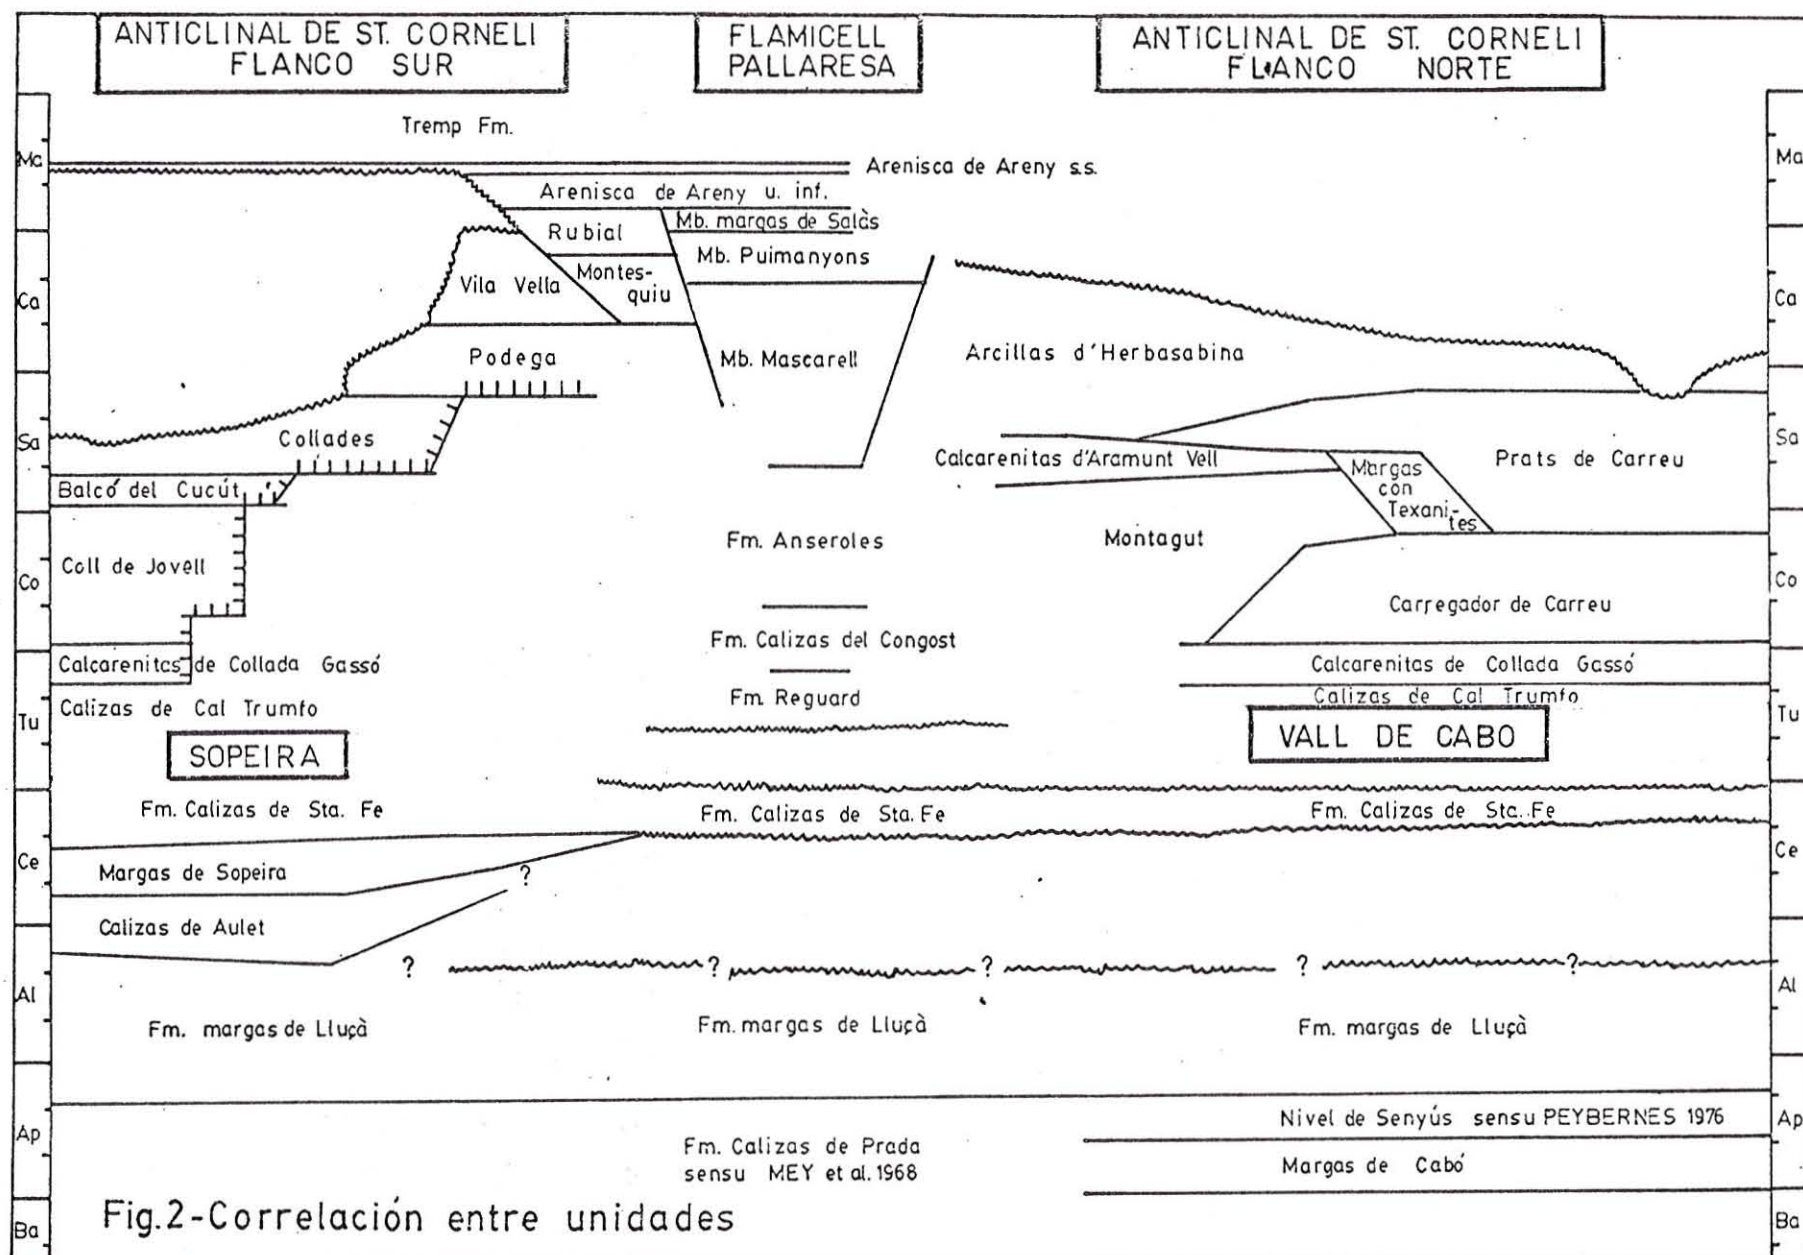 ANTICLINAL DE ST. CORNELI
FLANCO SUR
FLAMICELL
PALLARESA
ANTICLINAL DE ST. CORNELI
FLANCO NORTE
Tremp Fm.
Ma
Ma
Arenisca de Areny s.s.
Arenisca de Areny u. inf.
Rubial
Mb. margas de Salàs
Mb. Puimanyons
Vila Vella
Montes-
quiu
Ca
Ca
Podega
Mb. Mascarell
Arcillas d'Herbasabina
Sa
Sa
Collades
Calcarenitas d'Aramunt Vell
Margas
con
Texani-
tes
Prats de Carreu
Balcó del Cucút
Coll de Jovell
Fm. Anseroles
Montagut
Co
Co
Carregador de Carreu
Fm. Calizas del Congost
Calcarenitas de Collada Gassó
Calcarenitas de Collada Gassó
Calizas de Cal Trumfo
Fm. Reguard
Calizas de Cal Trumfo
Tu
Tu
SOPEIRA
VALL DE CABO
Fm. Calizas de Sta. Fe
Fm. Calizas de Sta. Fe
Fm. Calizas de Sta. Fe
Ce
Ce
Margas de Sopeira
?
Calizas de Aulet
? ? ? ? ?
Al
Al
Fm. margas de Lluçà
Fm. margas de Lluçà
Fm. margas de Lluçà
Ap
Ap
Nivel de Senyús sensu PEYBERNES 1976
Fm. Calizas de Prada
sensu MEY et al. 1968
Margas de Cabó
Ba
Ba
Fig.2-Correlación entre unidades